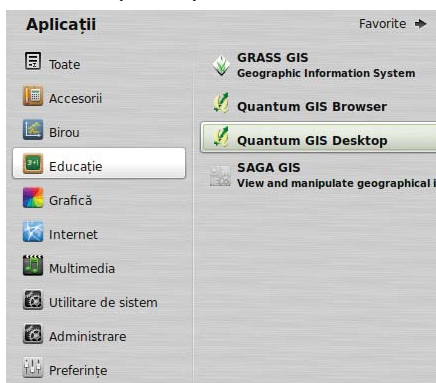 Aplicații
Favorite
Toate
Accesorii
Birou
Educație
Grafică
Internet
Multimedia
Utilitare de sistem
Administrare
Preferințe
GRASS GIS
Geographic Information System
Quantum GIS Browser
Quantum GIS Desktop
SAGA GIS
View and manipulate geographical i